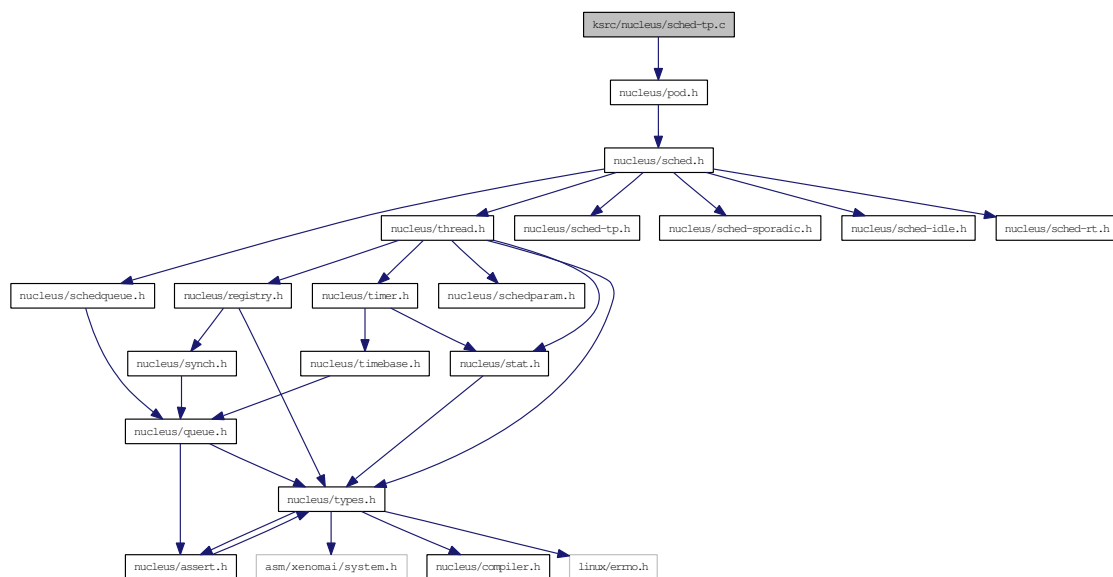 ksrc/nucleus/sched-tp.c
nucleus/pod.h
nucleus/sched.h
nucleus/thread.h
nucleus/sched-tp.h
nucleus/sched-sporadic.h
nucleus/sched-idle.h
nucleus/sched-rt.h
nucleus/schedqueue.h
nucleus/registry.h
nucleus/timer.h
nucleus/schedparam.h
nucleus/synch.h
nucleus/timebase.h
nucleus/stat.h
nucleus/queue.h
nucleus/types.h
nucleus/assert.h
asm/xenomai/system.h
nucleus/compiler.h
linux/errno.h